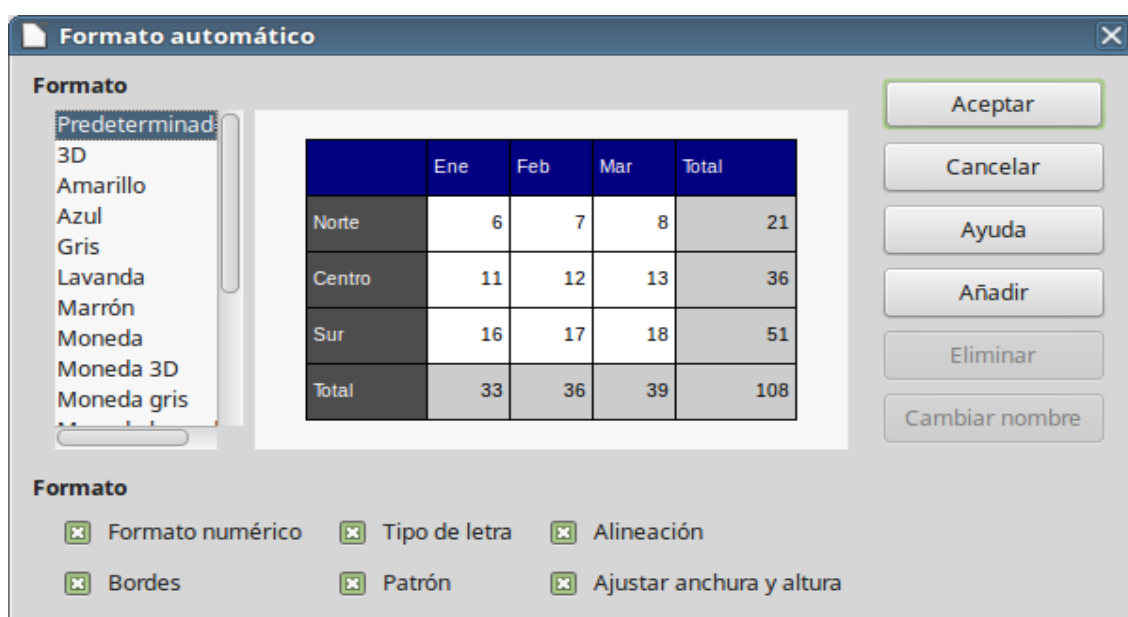 Formato automático
Formato
Predeterminad
3D
Amarillo
Azul
Gris
Lavanda
Marrón
Moneda
Moneda 3D
Moneda gris
Ene Feb Mar Total
Norte 6 7 8 21
Centro 11 12 13 36
Sur 16 17 18 51
Total 33 36 39 108
Aceptar
Cancelar
Ayuda
Añadir
Eliminar
Cambiar nombre
Formato
Formato numérico Tipo de letra Alineación
Bordes Patrón Ajustar anchura y altura